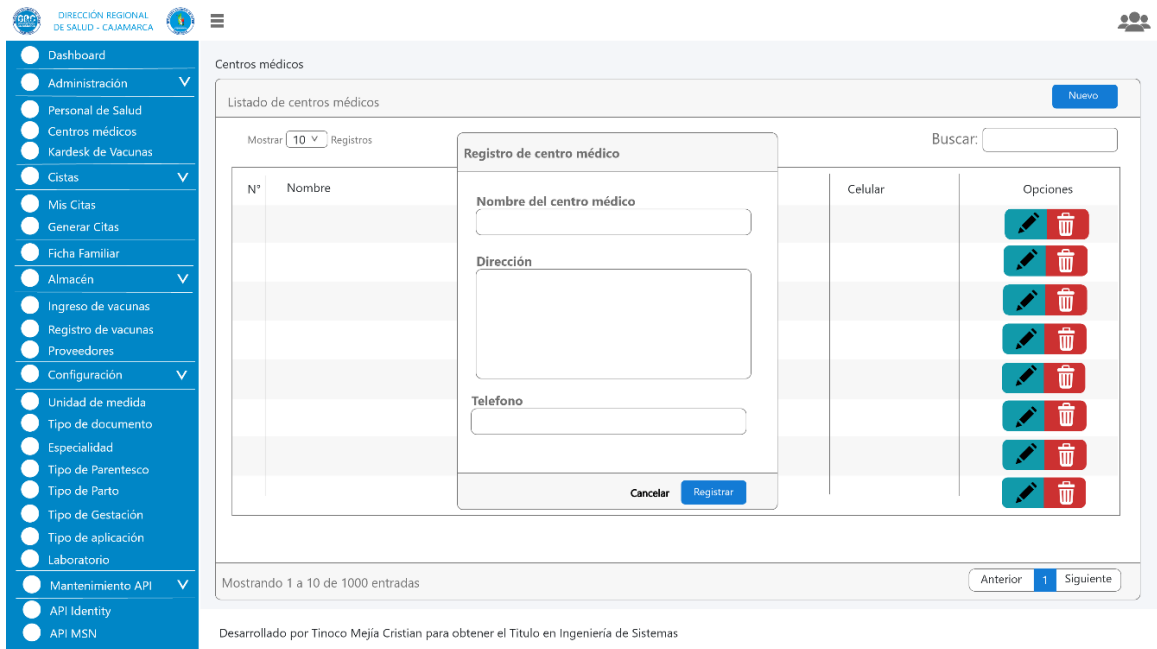 DIRECCIÓN REGIONAL
DE SALUD - CAJAMARCA
Dashboard
Administración
Personal de Salud
Centros médicos
Kardesk de Vacunas
Cistas
Mis Citas
Generar Citas
Ficha Familiar
Almacén
Ingreso de vacunas
Registro de vacunas
Proveedores
Configuración
Unidad de medida
Tipo de documento
Especialidad
Tipo de Parentesco
Tipo de Parto
Tipo de Gestación
Tipo de aplicación
Laboratorio
Mantenimiento API
API Identity
API MSN
Centros médicos
Listado de centros médicos
Nuevo
Mostrar 10 Registros
Buscar:
N° Nombre Celular Opciones
Registro de centro médico
Nombre del centro médico
Dirección
Telefono
Cancelar Registrar
Mostrando 1 a 10 de 1000 entradas
Anterior 1 Siguiente
Desarrollado por Tinoco Mejía Cristian para obtener el Titulo en Ingeniería de Sistemas